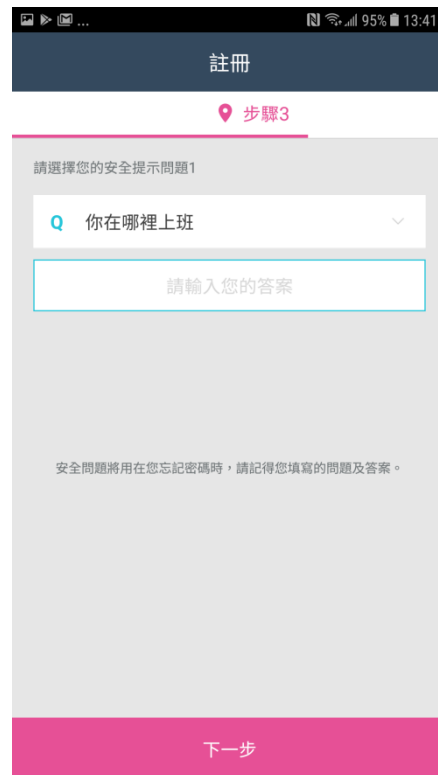 ... 95% 13:41
註冊
步驟3
請選擇您的安全提示問題1
Q 你在哪裡上班
請輸入您的答案
安全問題將用在您忘記密碼時，請記得您填寫的問題及答案。
下一步